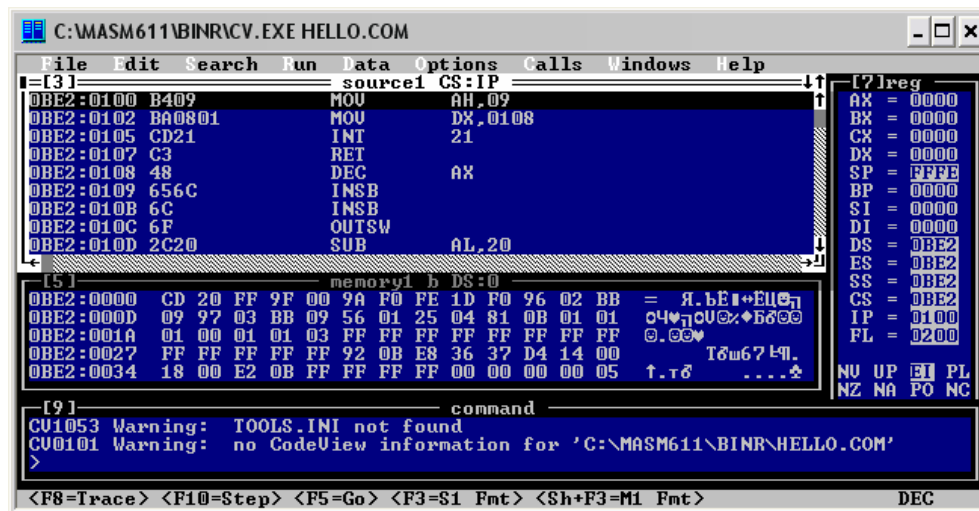 C:\MASM611\BINR\CV.EXE HELLO.COM
File Edit Search Run Data Options Calls Windows Help
[3] source1 CS:IP
0BE2:0100 B409 MOV AH,09
0BE2:0102 BA0801 MOV DX,0108
0BE2:0105 CD21 INT 21
0BE2:0107 C3 RET
0BE2:0108 48 DEC AX
0BE2:0109 656C INSB
0BE2:010B 6C INSB
0BE2:010C 6F OUTSW
0BE2:010D 2C20 SUB AL,20
[5] memory1 b DS:0
0BE2:0000 CD 20 FF 9F 00 9A F0 FE 1D F0 96 02 BB = Я.ЬЁ■↔ЁЦ☻╗
0BE2:000D 09 97 03 BB 09 56 01 25 04 81 0B 01 01 ○Ч♥╗○V☺%♦Б♂☺☺
0BE2:001A 01 00 01 01 03 FF FF FF FF FF FF FF FF ☺.☺☺♥
0BE2:0027 FF FF FF FF FF 92 0B E8 36 37 D4 14 00 Т♂ш67╘¶.
0BE2:0034 18 00 E2 0B FF FF FF FF 00 00 00 00 05 ↑.т♂ ....♣
[7]reg
AX = 0000
BX = 0000
CX = 0000
DX = 0000
SP = FFFE
BP = 0000
SI = 0000
DI = 0000
DS = 0BE2
ES = 0BE2
SS = 0BE2
CS = 0BE2
IP = 0100
FL = 0200
NV UP EI PL
NZ NA PO NC
[9] command
CV1053 Warning: TOOLS.INI not found
CV0101 Warning: no CodeView information for 'C:\MASM611\BINR\HELLO.COM'
>
<F8=Trace> <F10=Step> <F5=Go> <F3=S1 Fmt> <Sh+F3=M1 Fmt> DEC